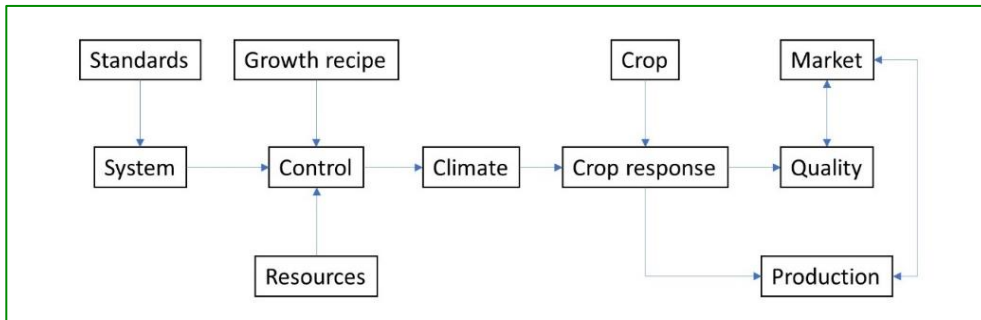 Standards
Growth recipe
Crop
Market
System
Control
Climate
Crop response
Quality
Resources
Production